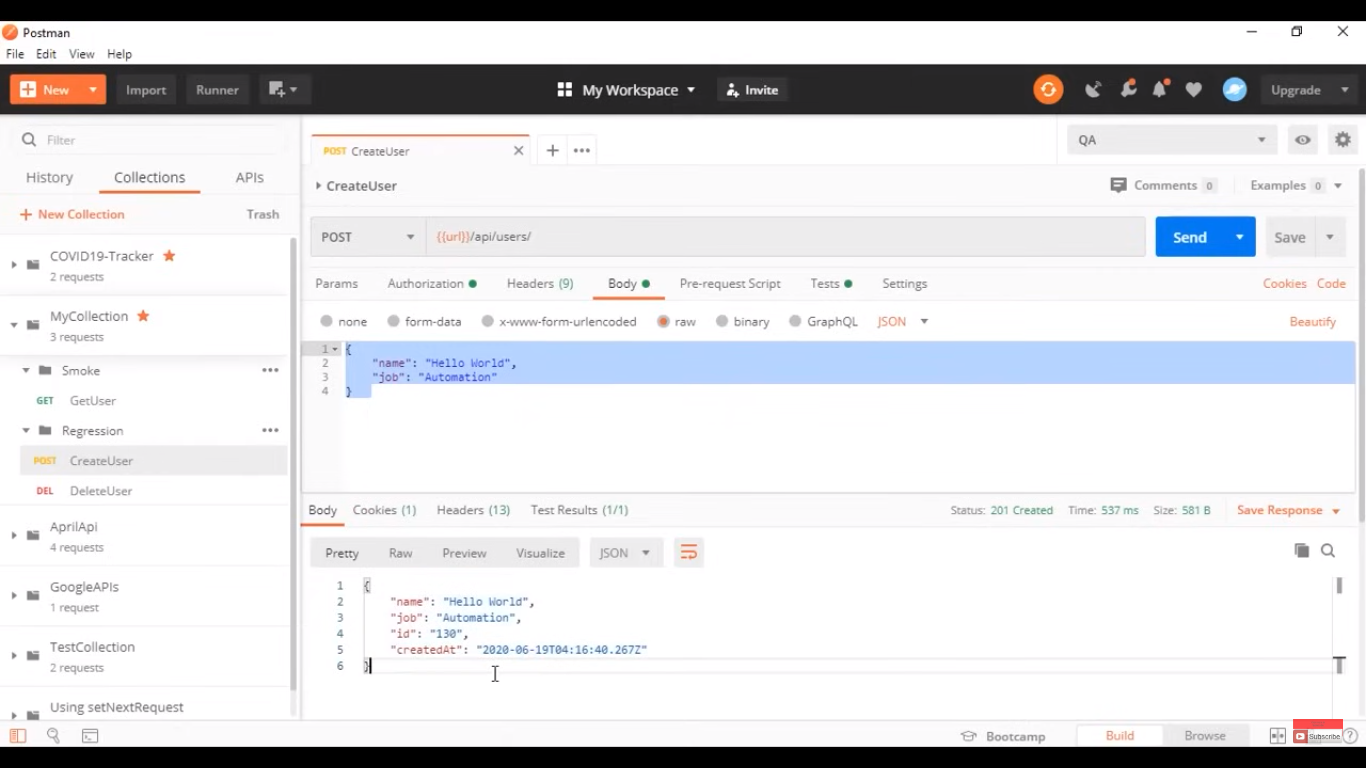 Postman
File Edit View Help
New Import Runner My Workspace Invite Upgrade
Filter
History Collections APIs
New Collection Trash
COVID19-Tracker
2 requests
MyCollection
3 requests
Smoke
GET GetUser
Regression
POST CreateUser
DEL DeleteUser
AprilApi
4 requests
GoogleAPIs
1 request
TestCollection
2 requests
Using setNextRequest
POST CreateUser
QA
CreateUser
Comments 0 Examples 0
POST {{url}}/api/users/ Send Save
Params Authorization Headers (9) Body Pre-request Script Tests Settings Cookies Code
none form-data x-www-form-urlencoded raw binary GraphQL JSON Beautify
1 {
2 "name": "Hello World",
3 "job": "Automation"
4 }
Body Cookies (1) Headers (13) Test Results (1/1) Status: 201 Created Time: 537 ms Size: 581 B Save Response
Pretty Raw Preview Visualize JSON
1 {
2 "name": "Hello World",
3 "job": "Automation",
4 "id": "130",
5 "createdAt": "2020-06-19T04:16:40.267Z"
6 }
Bootcamp Build Browse Subscribe